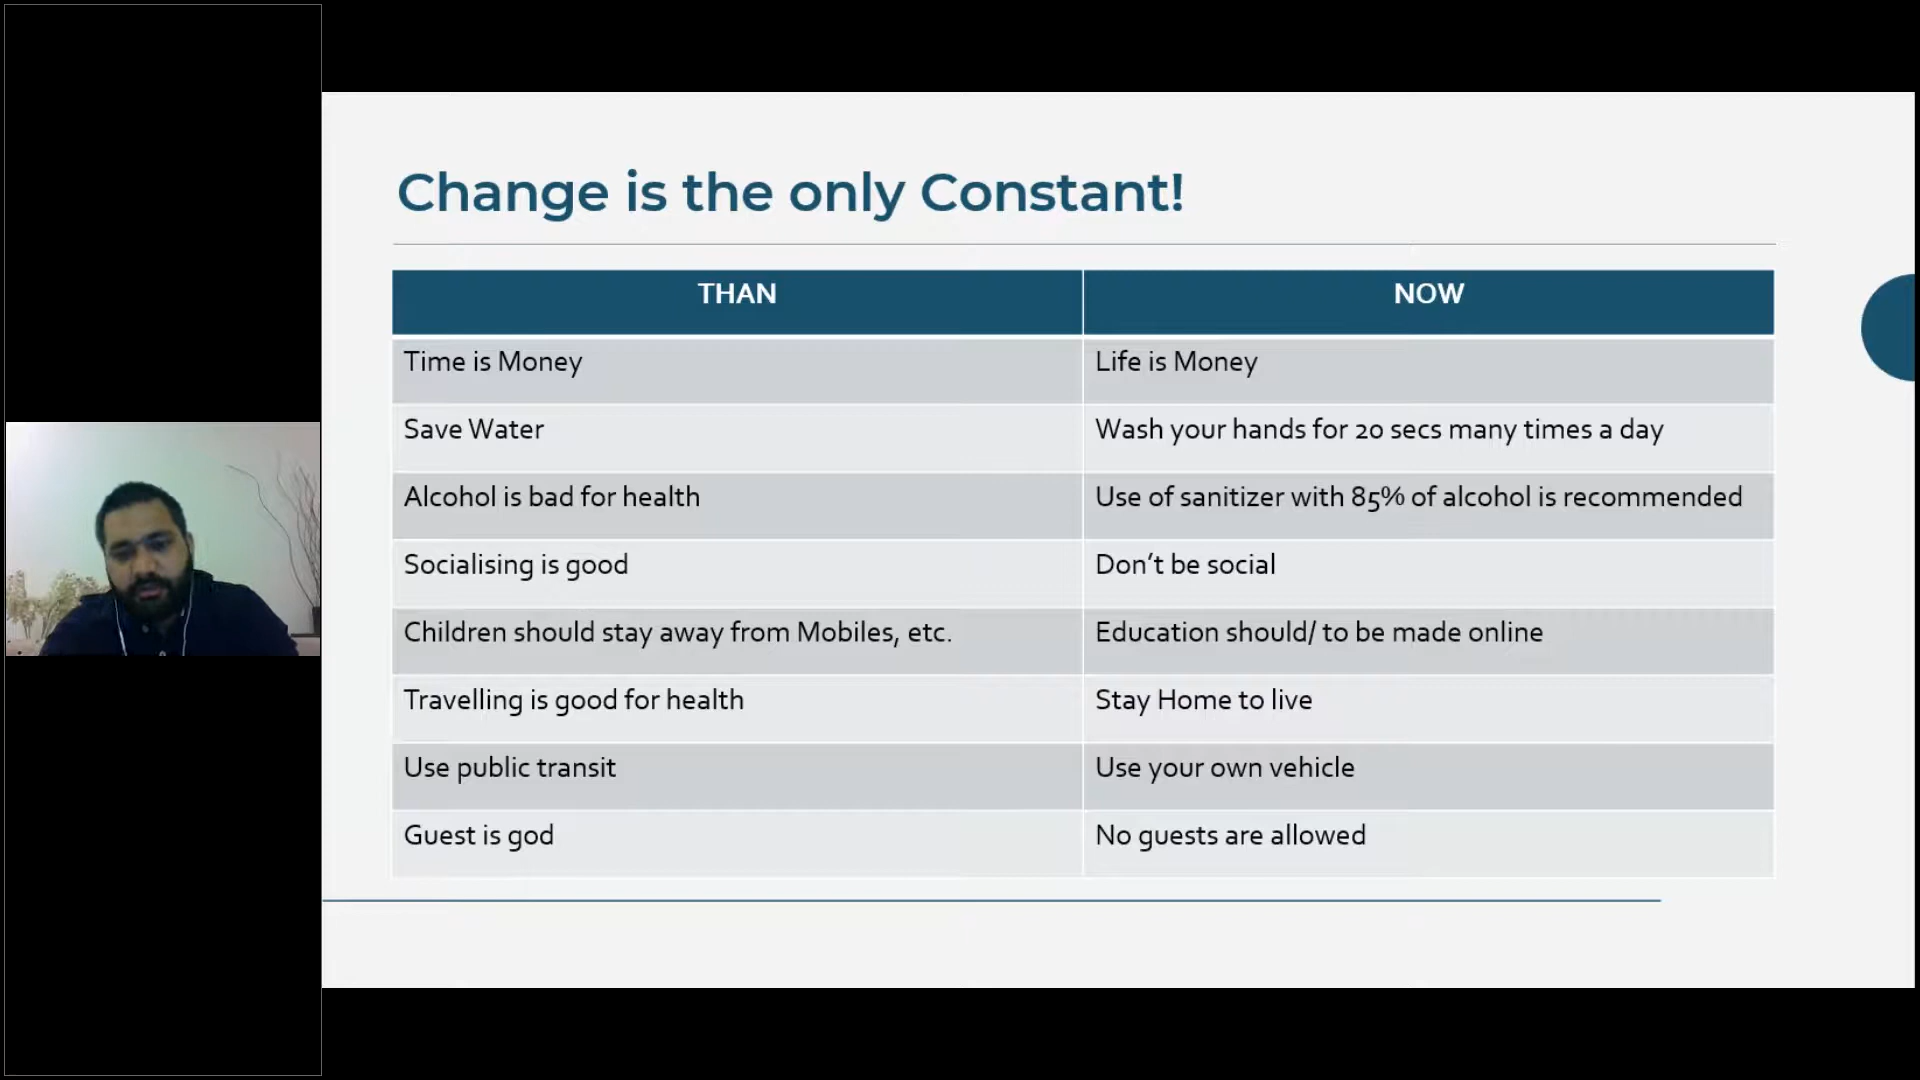 Change is the only Constant!
THAN NOW
Time is Money Life is Money
Save Water Wash your hands for 20 secs many times a day
Alcohol is bad for health Use of sanitizer with 85% of alcohol is recommended
Socialising is good Don’t be social
Children should stay away from Mobiles, etc. Education should/ to be made online
Travelling is good for health Stay Home to live
Use public transit Use your own vehicle
Guest is god No guests are allowed